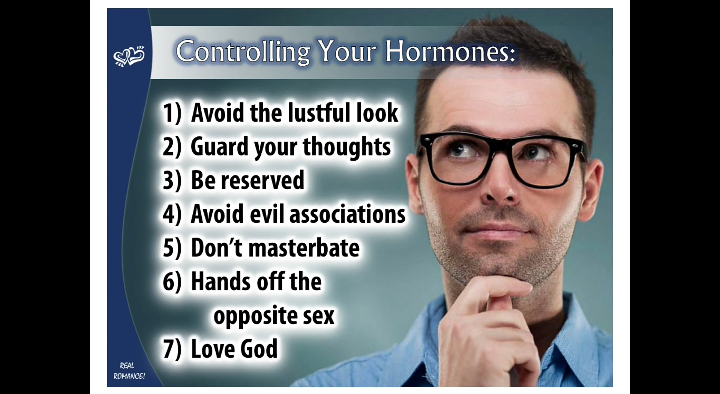 Controlling Your Hormones:
1) Avoid the lustful look
2) Guard your thoughts
3) Be reserved
4) Avoid evil associations
5) Don't masterbate
6) Hands off the
opposite sex
7) Love God
REAL
ROMANCE!